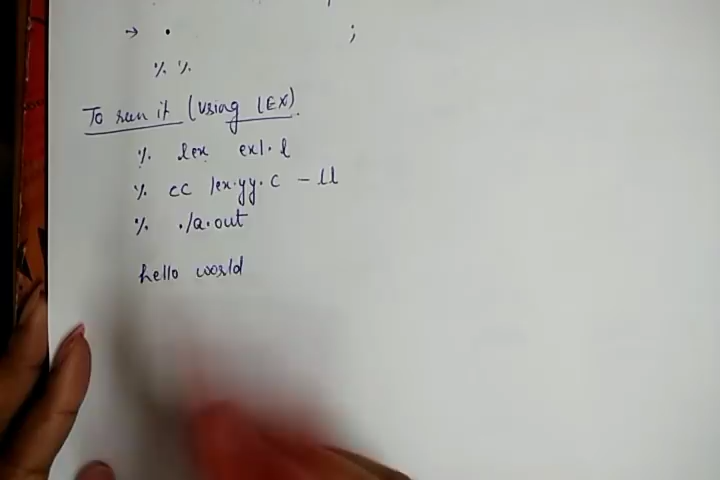 → . ;
%%
To run it (using LEX).
% lex ex1.l
% cc lex.yy.c -ll
% ./a.out
hello world